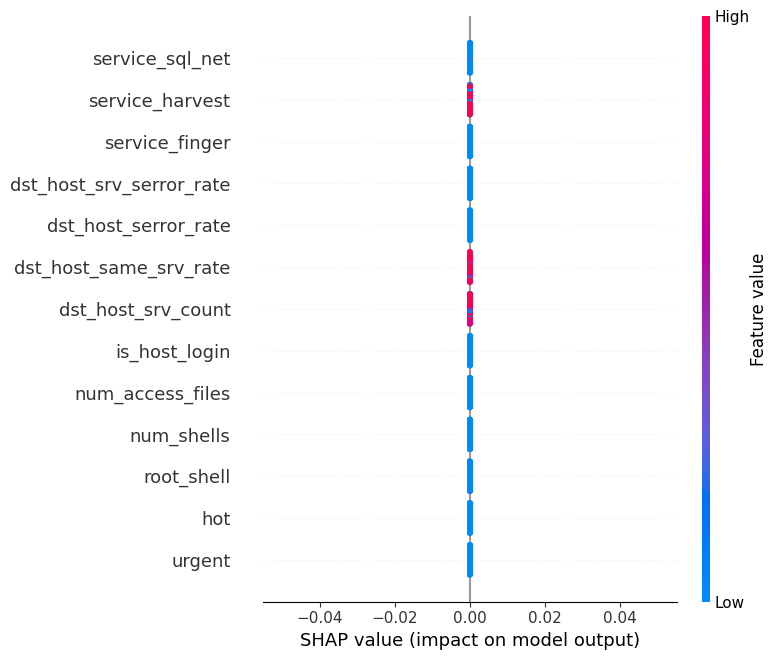 High
service_sql_net
service_harvest
service_finger
dst_host_srv_serror_rate
dst_host_serror_rate
dst_host_same_srv_rate
dst_host_srv_count
is_host_login
num_access_files
num_shells
root_shell
hot
urgent
Feature value
Low
−0.04 −0.02 0.00 0.02 0.04
SHAP value (impact on model output)